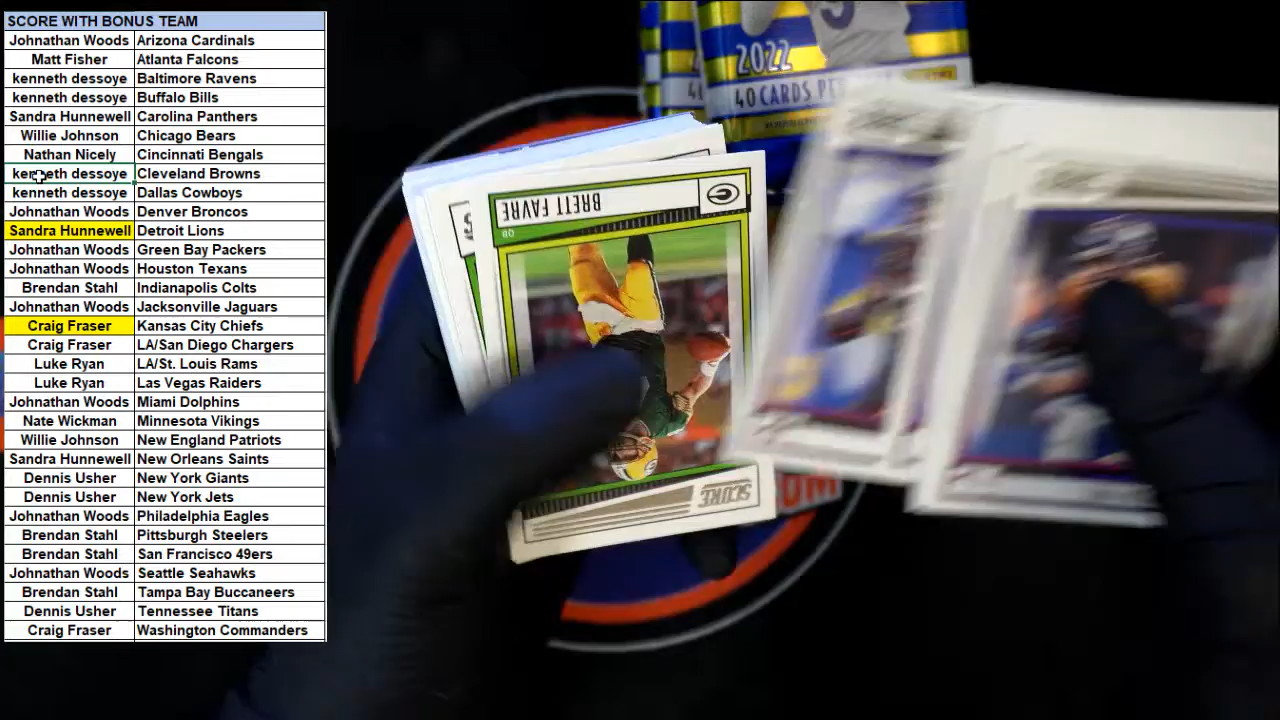 SCORE WITH BONUS TEAM
Johnathan Woods Arizona Cardinals
Matt Fisher Atlanta Falcons
kenneth dessoye Baltimore Ravens
kenneth dessoye Buffalo Bills
Sandra Hunnewell Carolina Panthers
Willie Johnson Chicago Bears
Nathan Nicely Cincinnati Bengals
kenneth dessoye Cleveland Browns
kenneth dessoye Dallas Cowboys
Johnathan Woods Denver Broncos
Sandra Hunnewell Detroit Lions
Johnathan Woods Green Bay Packers
Johnathan Woods Houston Texans
Brendan Stahl Indianapolis Colts
Johnathan Woods Jacksonville Jaguars
Craig Fraser Kansas City Chiefs
Craig Fraser LA/San Diego Chargers
Luke Ryan LA/St. Louis Rams
Luke Ryan Las Vegas Raiders
Johnathan Woods Miami Dolphins
Nate Wickman Minnesota Vikings
Willie Johnson New England Patriots
Sandra Hunnewell New Orleans Saints
Dennis Usher New York Giants
Dennis Usher New York Jets
Johnathan Woods Philadelphia Eagles
Brendan Stahl Pittsburgh Steelers
Brendan Stahl San Francisco 49ers
Johnathan Woods Seattle Seahawks
Brendan Stahl Tampa Bay Buccaneers
Dennis Usher Tennessee Titans
Craig Fraser Washington Commanders
2022
40 CARDS
BRETT FAVRE
QB
SCORE